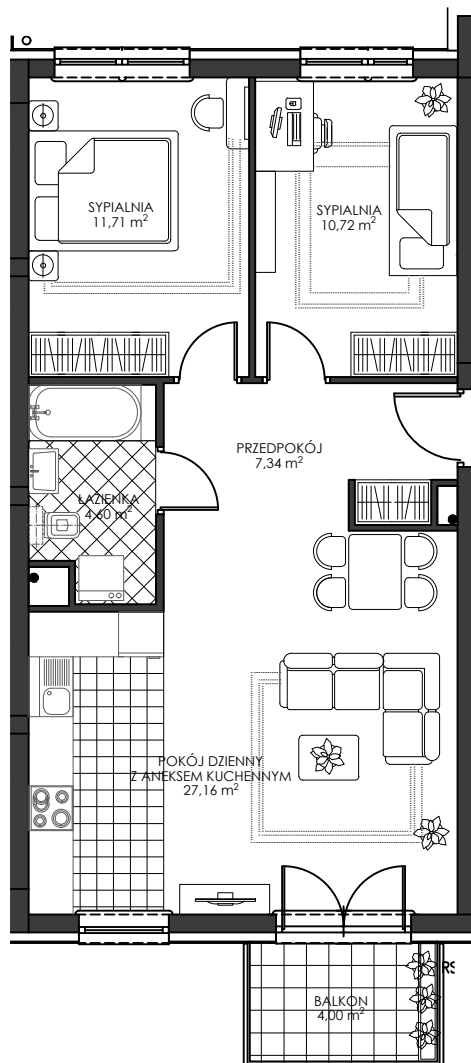 SYPIALNIA
11,71 m²
SYPIALNIA
10,72 m²
PRZEDPOKÓJ
7,34 m²
ŁAZIENKA
4.60 m²
POKÓJ DZIENNY
Z ANEKSEM KUCHENNYM
27,16 m²
BALKON
4,00 m²